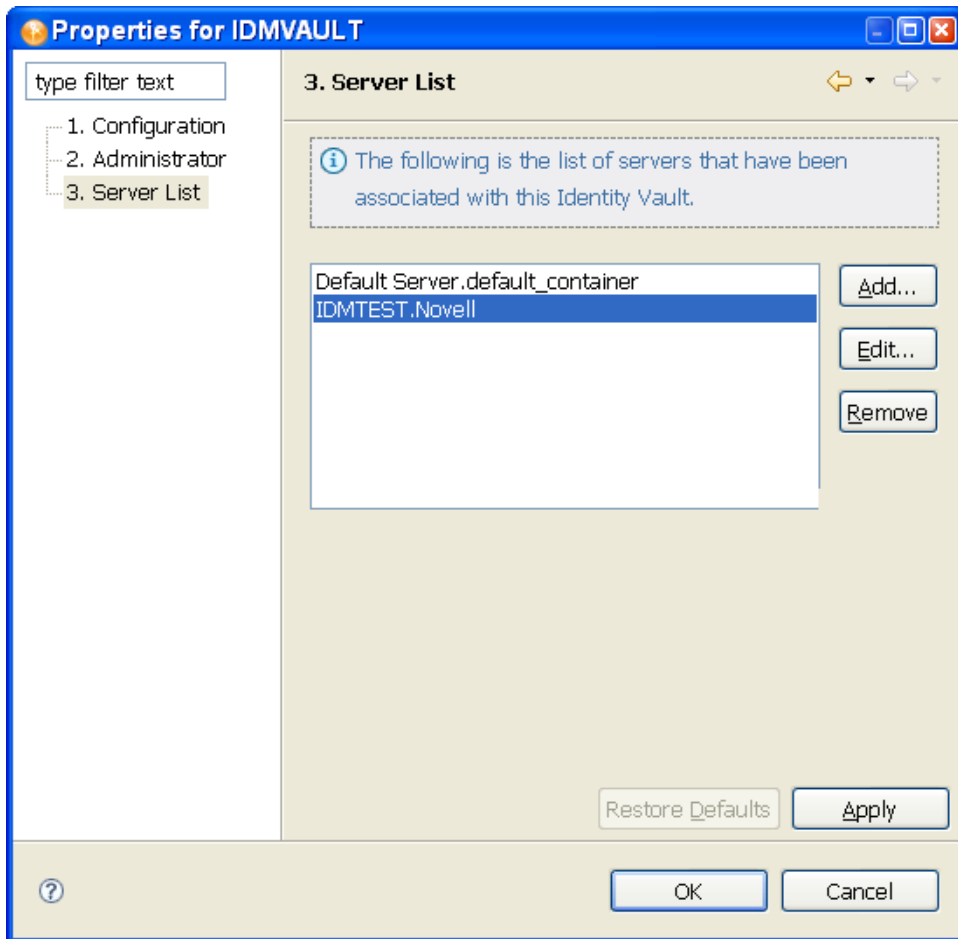 Properties for IDMVAULT
type filter text
1. Configuration
2. Administrator
3. Server List
3. Server List
The following is the list of servers that have been
associated with this Identity Vault.
Default Server.default_container
IDMTEST.Novell
Add...
Edit...
Remove
Restore Defaults
Apply
OK
Cancel